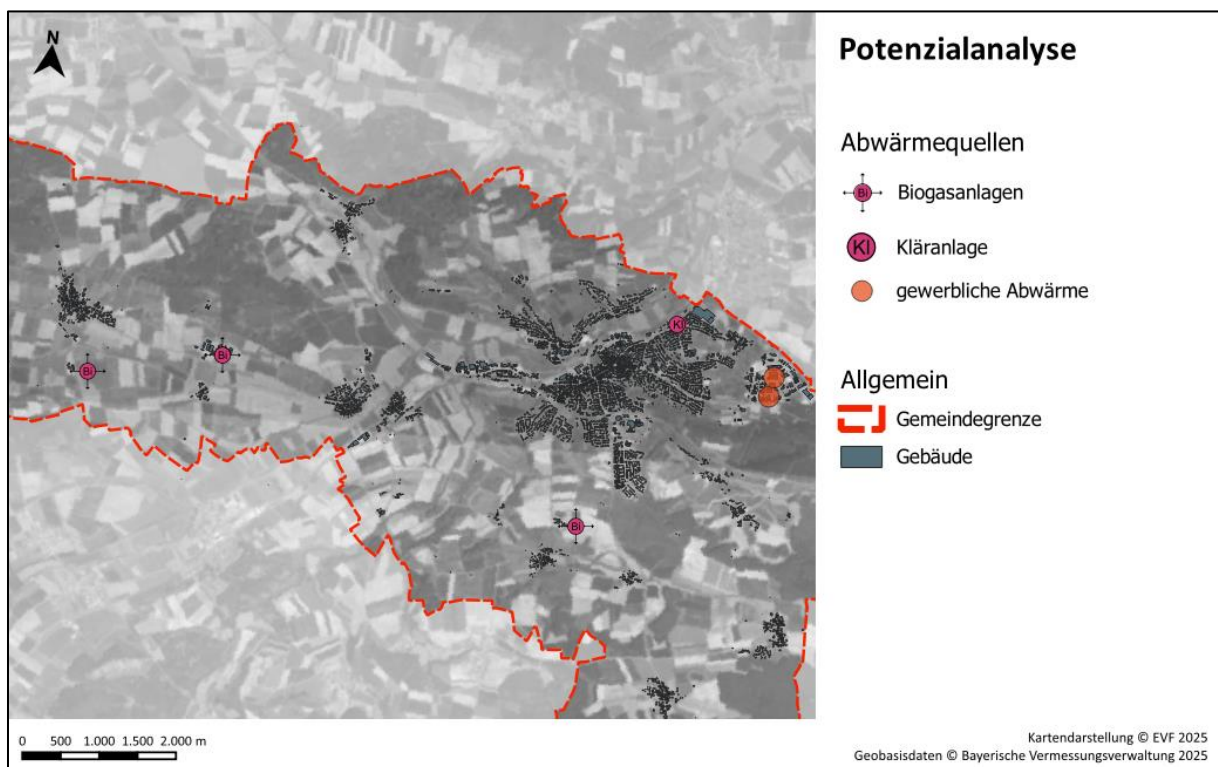 N
Potenzialanalyse
Abwärmequellen
Bi Biogasanlagen
Kl Kläranlage
gewerbliche Abwärme
Allgemein
Gemeindegrenze
Gebäude
Kl
Bi
Bi
Bi
0 500 1.000 1.500 2.000 m
Kartendarstellung © EVF 2025
Geobasisdaten © Bayerische Vermessungsverwaltung 2025